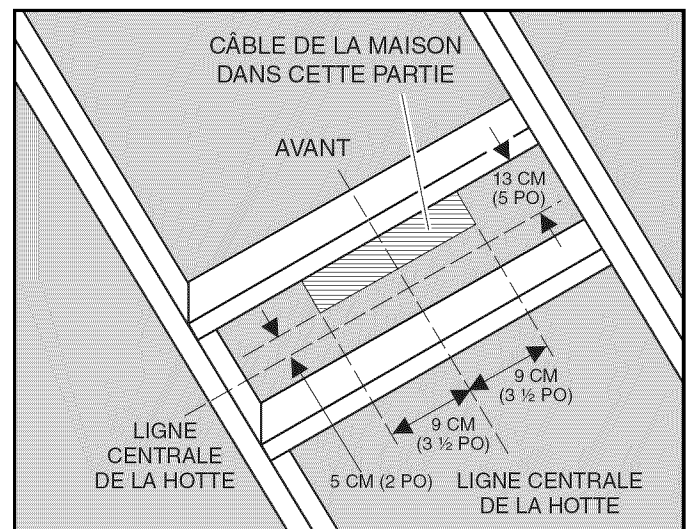 CÂBLE DE LA MAISON
DANS CETTE PARTIE
AVANT
13 CM
(5 PO)
9 CM
(3 ½ PO)
9 CM
(3 ½ PO)
LIGNE
CENTRALE
DE LA HOTTE
5 CM (2 PO)
LIGNE CENTRALE
DE LA HOTTE